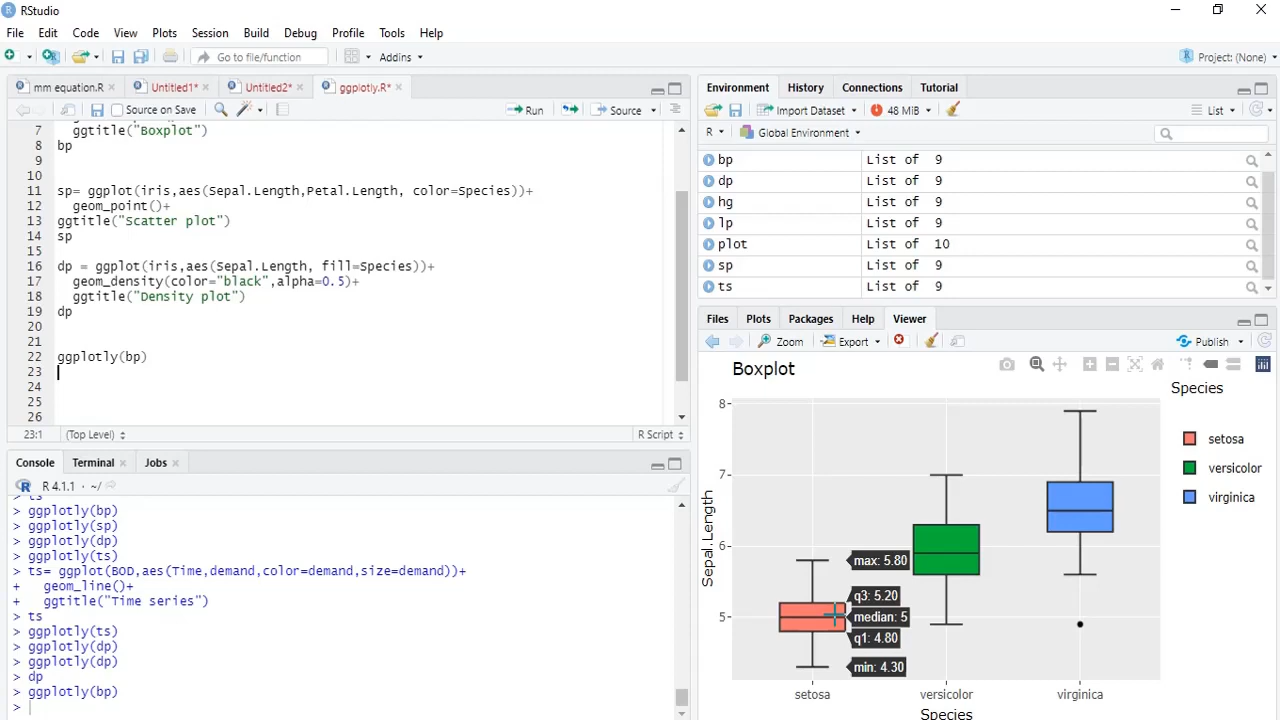 RStudio
File Edit Code View Plots Session Build Debug Profile Tools Help
Go to file/function Addins Project: (None)
mm equation.R Untitled1* Untitled2* ggplotly.R*
Source on Save Run Source
7 ggtitle("Boxplot")
8 bp
9
10
11 sp= ggplot(iris,aes(Sepal.Length,Petal.Length, color=Species))+
12 geom_point()+
13 ggtitle("Scatter plot")
14 sp
15
16 dp = ggplot(iris,aes(Sepal.Length, fill=Species))+
17 geom_density(color="black",alpha=0.5)+
18 ggtitle("Density plot")
19 dp
20
21
22 ggplotly(bp)
23
24
25
26
23:1 (Top Level) R Script
Console Terminal Jobs
R 4.1.1 · ~/
> ts
> ggplotly(bp)
> ggplotly(sp)
> ggplotly(dp)
> ggplotly(ts)
> ts= ggplot(BOD,aes(Time,demand,color=demand,size=demand))+
+ geom_line()+
+ ggtitle("Time series")
> ts
> ggplotly(ts)
> ggplotly(dp)
> ggplotly(dp)
> dp
> ggplotly(bp)
>
Environment History Connections Tutorial
Import Dataset 48 MiB List
R Global Environment
bp List of 9
dp List of 9
hg List of 9
lp List of 9
plot List of 10
sp List of 9
ts List of 9
Files Plots Packages Help Viewer
Zoom Export Publish
Boxplot
Species
setosa
versicolor
virginica
8
7
6
5
Sepal.Length
max: 5.80
q3: 5.20
median: 5
q1: 4.80
min: 4.30
setosa versicolor virginica
Species